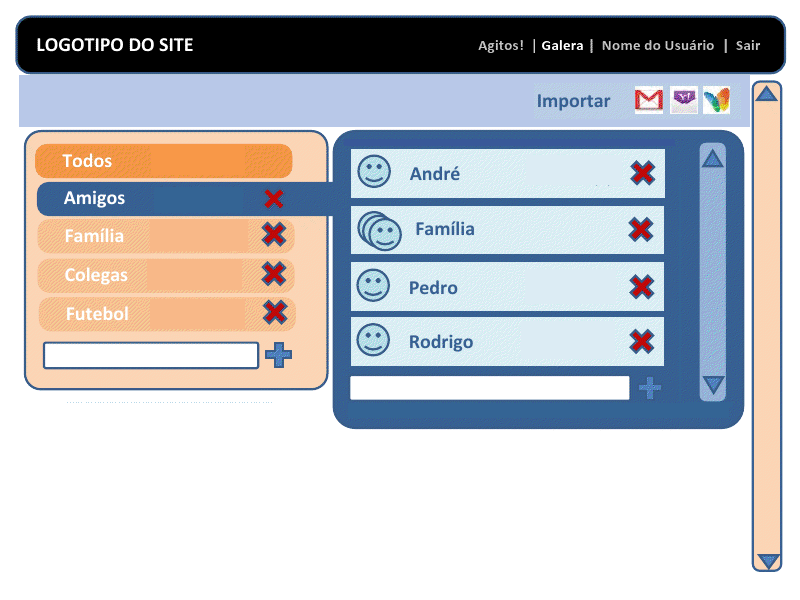 LOGOTIPO DO SITE
Agitos! | Galera | Nome do Usuário | Sair
Importar
Todos
Amigos
Família
Colegas
Futebol
André
Família
Pedro
Rodrigo